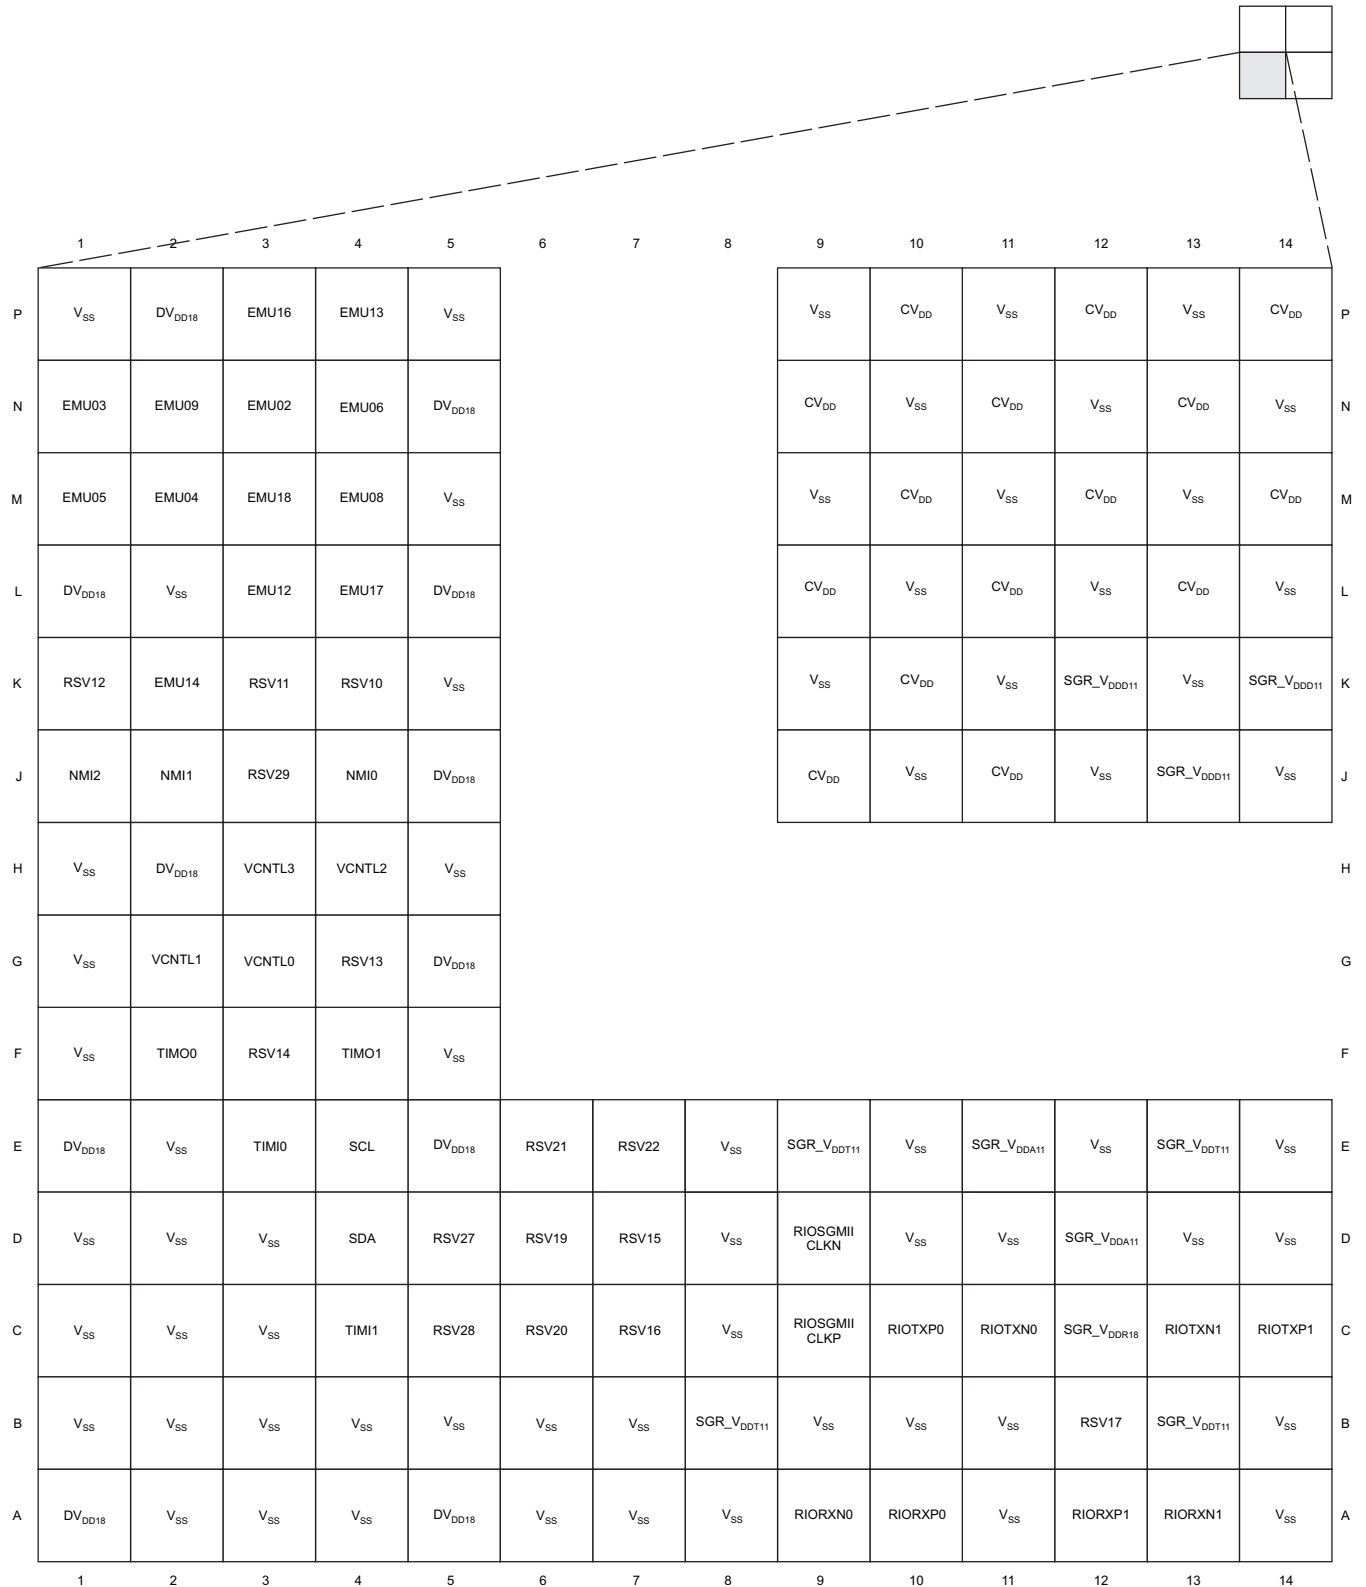 1 2 3 4 5 6 7 8 9 10 11 12 13 14
P VSS DVDD18 EMU16 EMU13 VSS VSS CVDD VSS CVDD VSS CVDD P
N EMU03 EMU09 EMU02 EMU06 DVDD18 CVDD VSS CVDD VSS CVDD VSS N
M EMU05 EMU04 EMU18 EMU08 VSS VSS CVDD VSS CVDD VSS CVDD M
L DVDD18 VSS EMU12 EMU17 DVDD18 CVDD VSS CVDD VSS CVDD VSS L
K RSV12 EMU14 RSV11 RSV10 VSS VSS CVDD VSS SGR_VDDD11 VSS SGR_VDDD11 K
J NMI2 NMI1 RSV29 NMI0 DVDD18 CVDD VSS CVDD VSS SGR_VDDD11 VSS J
H VSS DVDD18 VCNTL3 VCNTL2 VSS H
G VSS VCNTL1 VCNTL0 RSV13 DVDD18 G
F VSS TIMO0 RSV14 TIMO1 VSS F
E DVDD18 VSS TIMI0 SCL DVDD18 RSV21 RSV22 VSS SGR_VDDT11 VSS SGR_VDDA11 VSS SGR_VDDT11 VSS E
D VSS VSS VSS SDA RSV27 RSV19 RSV15 VSS RIOSGMII CLKN VSS VSS SGR_VDDA11 VSS VSS D
C VSS VSS VSS TIMI1 RSV28 RSV20 RSV16 VSS RIOSGMII CLKP RIOTXP0 RIOTXN0 SGR_VDDR18 RIOTXN1 RIOTXP1 C
B VSS VSS VSS VSS VSS VSS VSS SGR_VDDT11 VSS VSS VSS RSV17 SGR_VDDT11 VSS B
A DVDD18 VSS VSS VSS DVDD18 VSS VSS VSS RIORXN0 RIORXP0 VSS RIORXP1 RIORXN1 VSS A
1 2 3 4 5 6 7 8 9 10 11 12 13 14